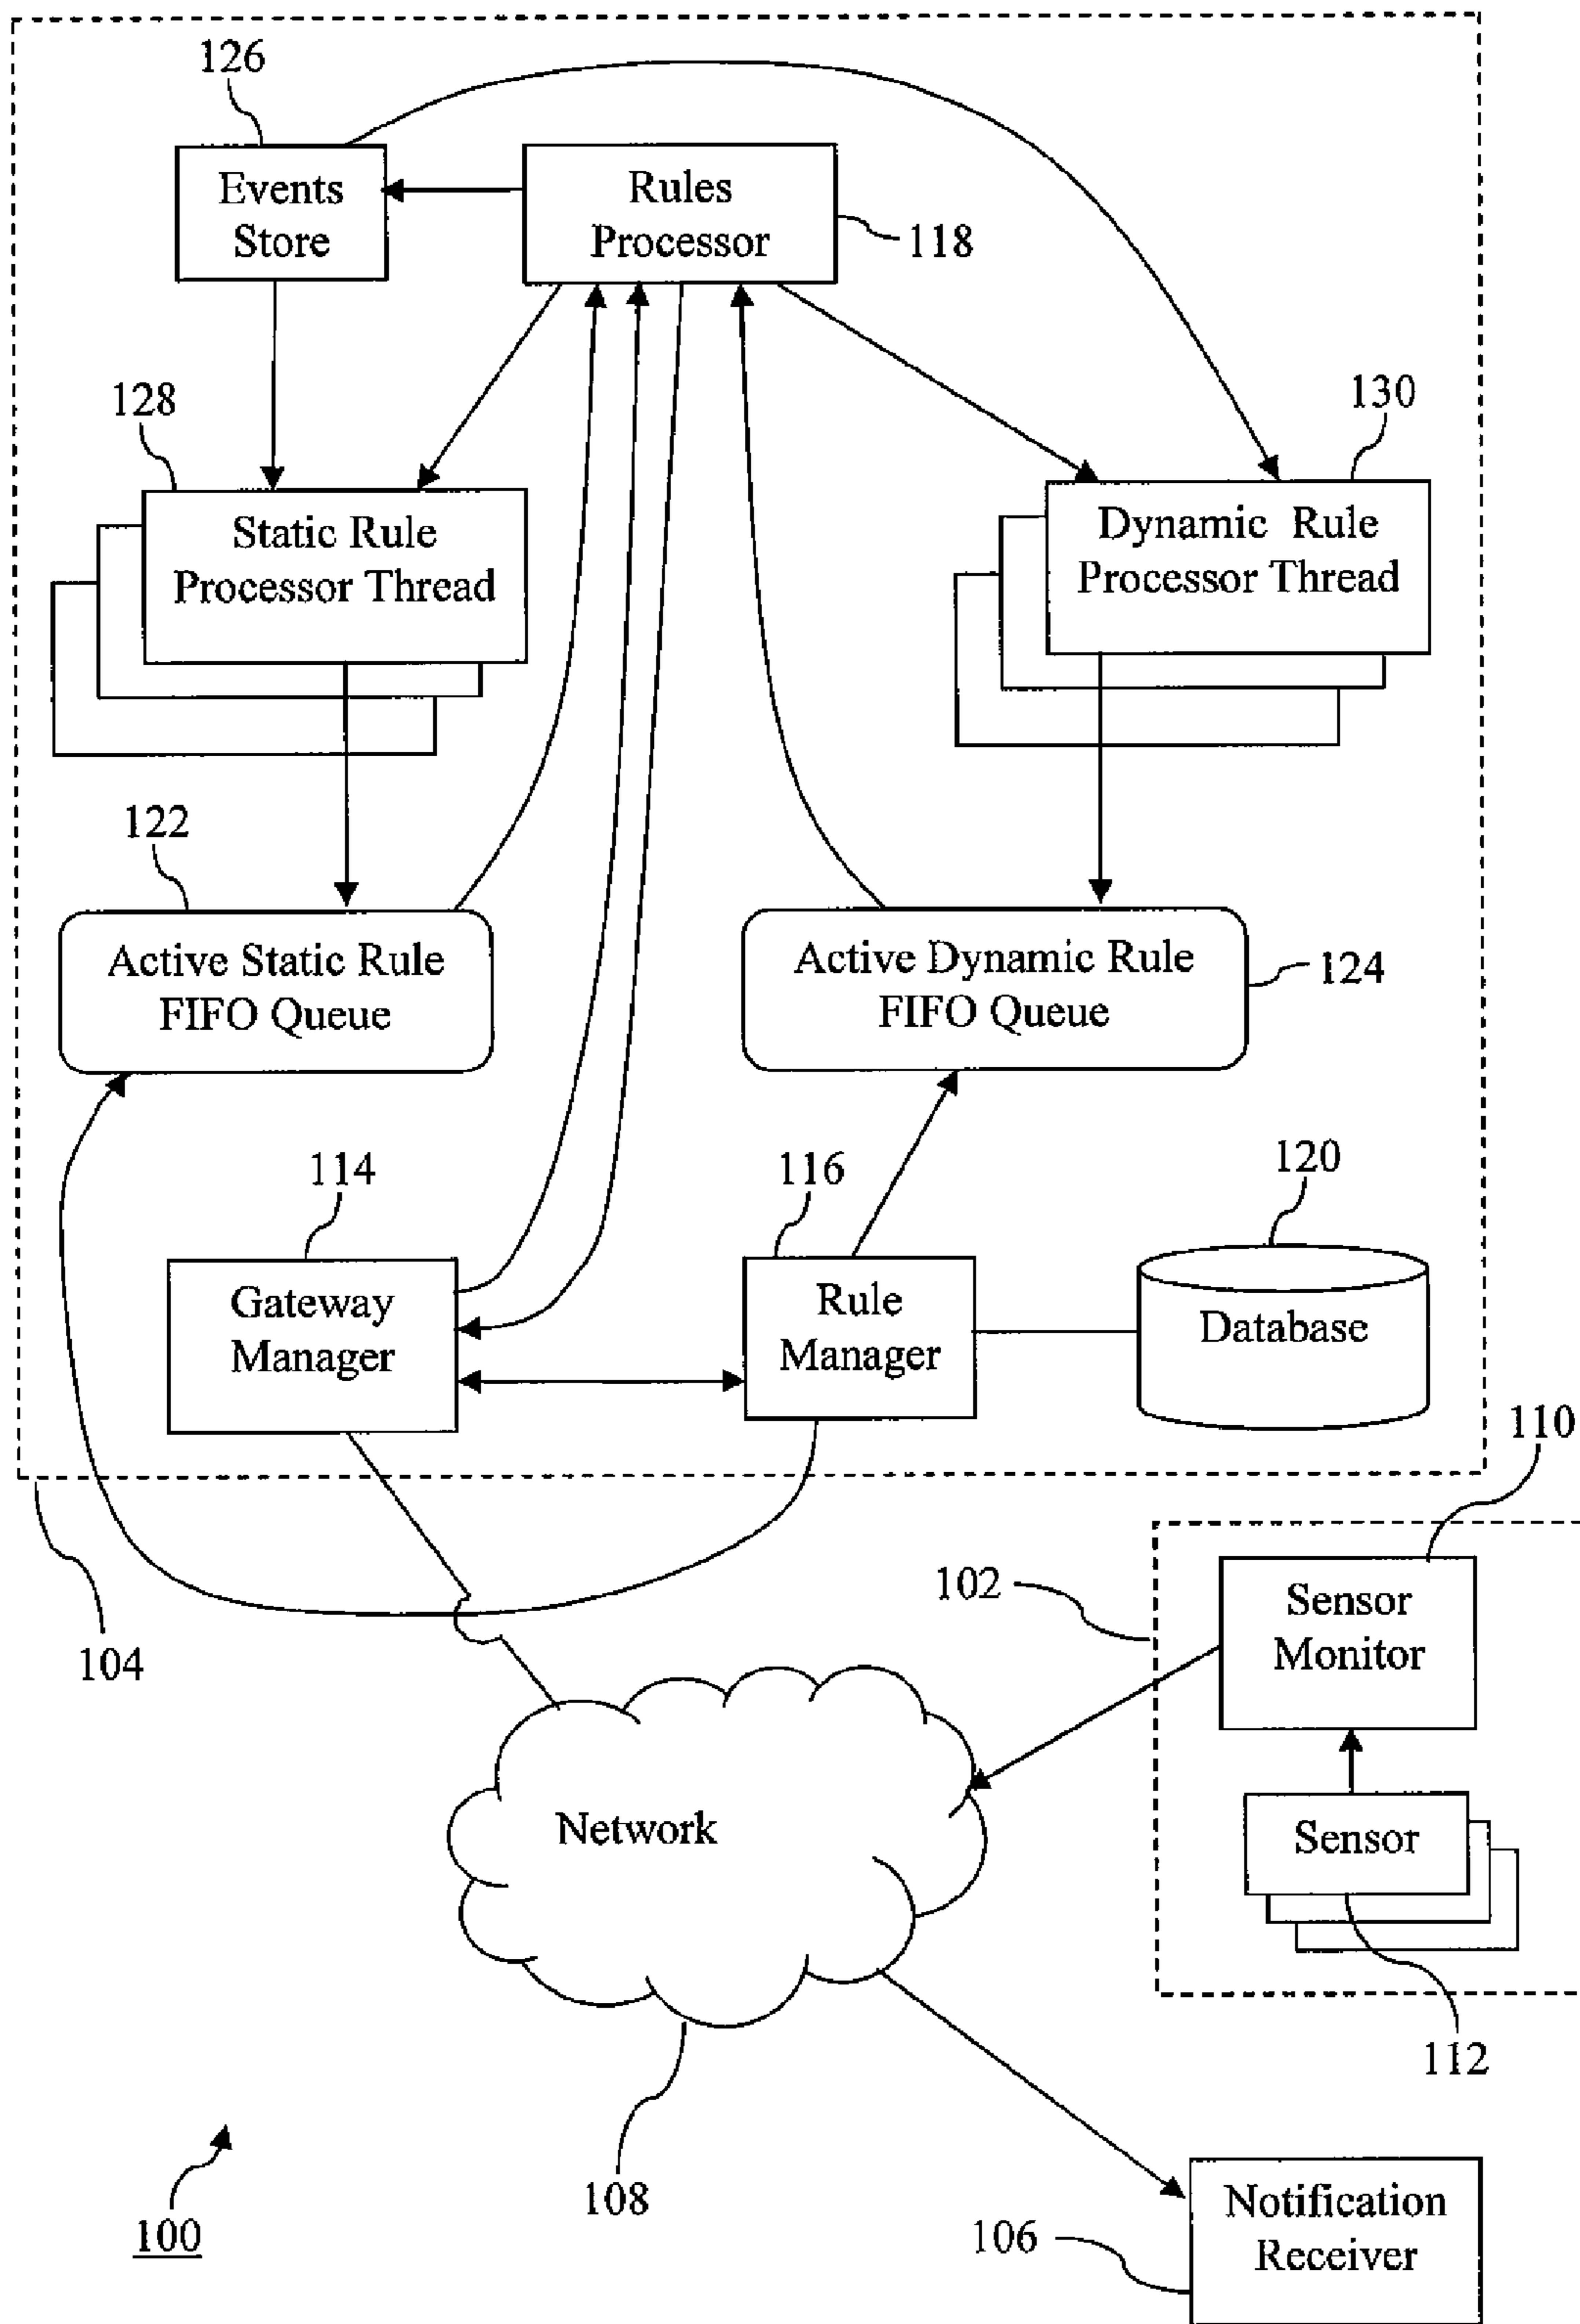 126
Events
Store
Rules
Processor
118
128
130
Static Rule
Processor Thread
Dynamic Rule
Processor Thread
122
Active Static Rule
FIFO Queue
Active Dynamic Rule
FIFO Queue
124
114
116
120
Gateway
Manager
Rule
Manager
Database
110
104
102
Sensor
Monitor
Network
Sensor
112
108
100
106
Notification
Receiver